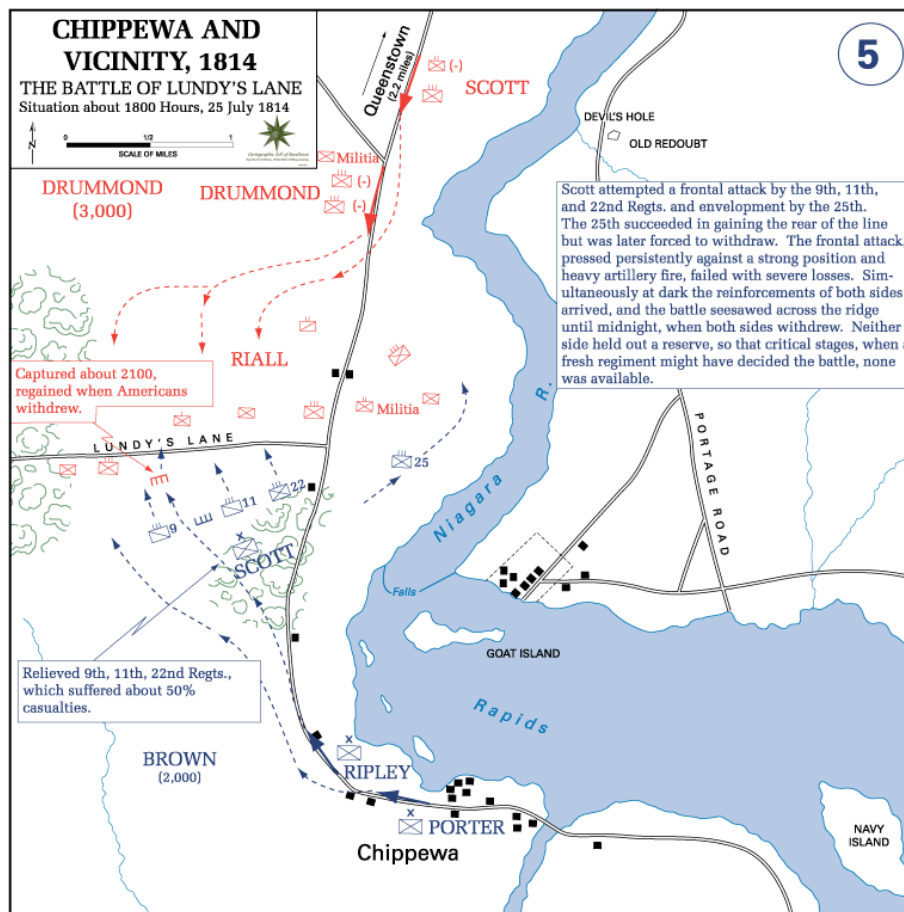 CHIPPEWA AND
VICINITY, 1814
THE BATTLE OF LUNDY'S LANE
Situation about 1800 Hours, 25 July 1814
N
0
1/2
1
SCALE OF MILES
5
Queenstown
(2.2 miles)
(-)
SCOTT
DEVIL'S HOLE
OLD REDOUBT
Militia
DRUMMOND
(3,000)
DRUMMOND
(-)
(-)
Scott attempted a frontal attack by the 9th, 11th,
and 22nd Regts. and envelopment by the 25th.
The 25th succeeded in gaining the rear of the line
but was later forced to withdraw. The frontal attack,
pressed persistently against a strong position and
heavy artillery fire, failed with severe losses. Sim-
ultaneously at dark the reinforcements of both sides
arrived, and the battle seesawed across the ridge
until midnight, when both sides withdrew. Neither
side held out a reserve, so that critical stages, when a
fresh regiment might have decided the battle, none
was available.
RIALL
Captured about 2100,
regained when Americans
withdrew.
Militia
LUNDY'S LANE
25
22
11
9
X
SCOTT
Niagara
R.
PORTAGE ROAD
Falls
GOAT ISLAND
Rapids
Relieved 9th, 11th, 22nd Regts.,
which suffered about 50%
casualties.
BROWN
(2,000)
X
RIPLEY
X
PORTER
Chippewa
NAVY
ISLAND